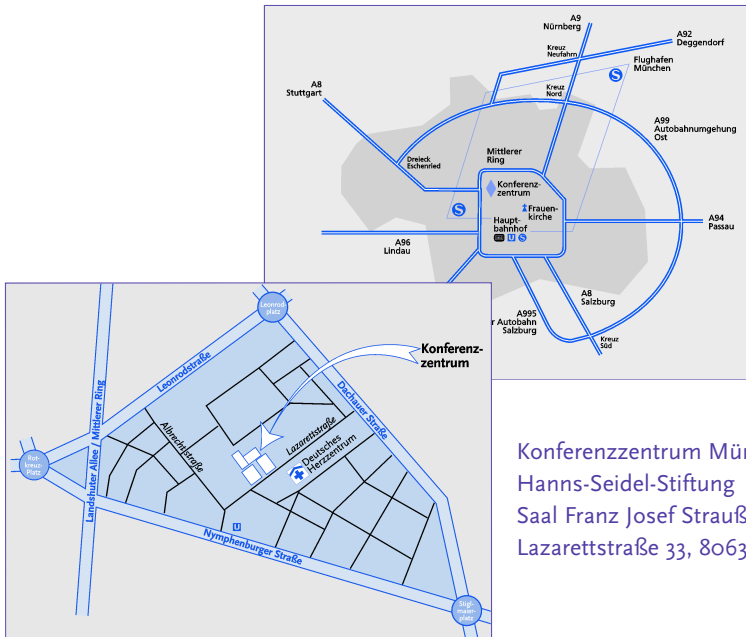 A9
Nürnberg
A92
Deggendorf
Kreuz
Neufahrn
Flughafen
München
S
A8
Stuttgart
Kreuz
Nord
A99
Autobahnumgehung
Ost
Mittlerer
Ring
Dreieck
Eschenried
Konferenz-
zentrum
S
Frauen-
kirche
Haupt-
bahnhof
U S
A94
Passau
A96
Lindau
A8
Salzburg
A995
r Autobahn
Salzburg
Kreuz
Süd
Leonrod-
platz
Konferenz-
zentrum
Leonrodstraße
Dachauer Straße
Landshuter Allee / Mittlerer Ring
Albrechtstraße
Lazarettstraße
Deutsches
Herzzentrum
Rot-
kreuz-
Platz
U
Nymphenburger Straße
Stigl-
maier-
platz
Konferenzzentrum Mün
Hanns-Seidel-Stiftung
Saal Franz Josef Strauß
Lazarettstraße 33, 8063